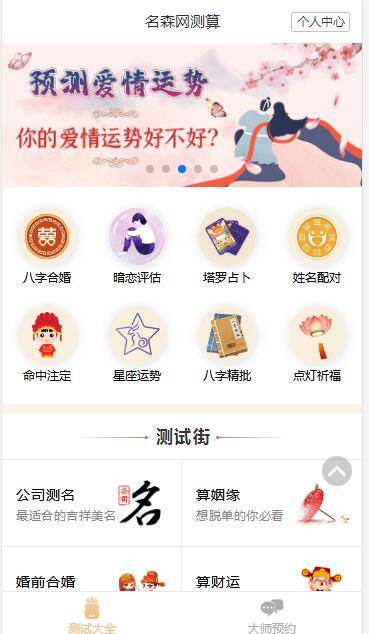 名森网测算
个人中心
预测爱情运势
你的爱情运势好不好?
八字合婚
暗恋评估
塔罗占卜
姓名配对
命中注定
星座运势
八字精批
点灯祈福
测试街
公司测名
最适合的吉祥美名
公司
名
算姻缘
想脱单的你必看
婚前合婚
算财运
测试大全
大师预约